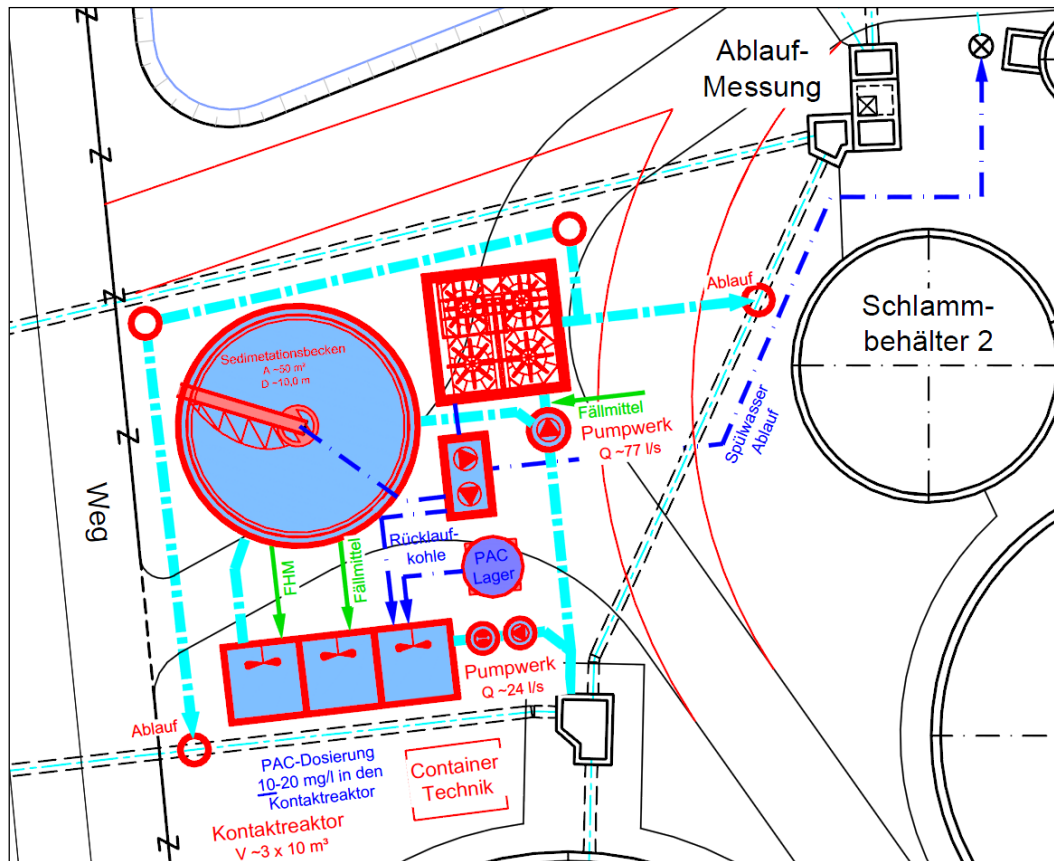 Ablauf-
Messung
Ablauf
Schlamm-
behälter 2
Sedimetationsbecken
A ~50 m²
D ~10,0 m
Fällmittel
Pumpwerk
Q ~77 l/s
Spülwasser
Ablauf
Weg
Rücklauf-
kohle
PAC
Lager
FHM
Fällmittel
Pumpwerk
Q ~24 l/s
Ablauf
PAC-Dosierung
10-20 mg/l in den
Kontaktreaktor
Container
Technik
Kontaktreaktor
V ~3 x 10 m³